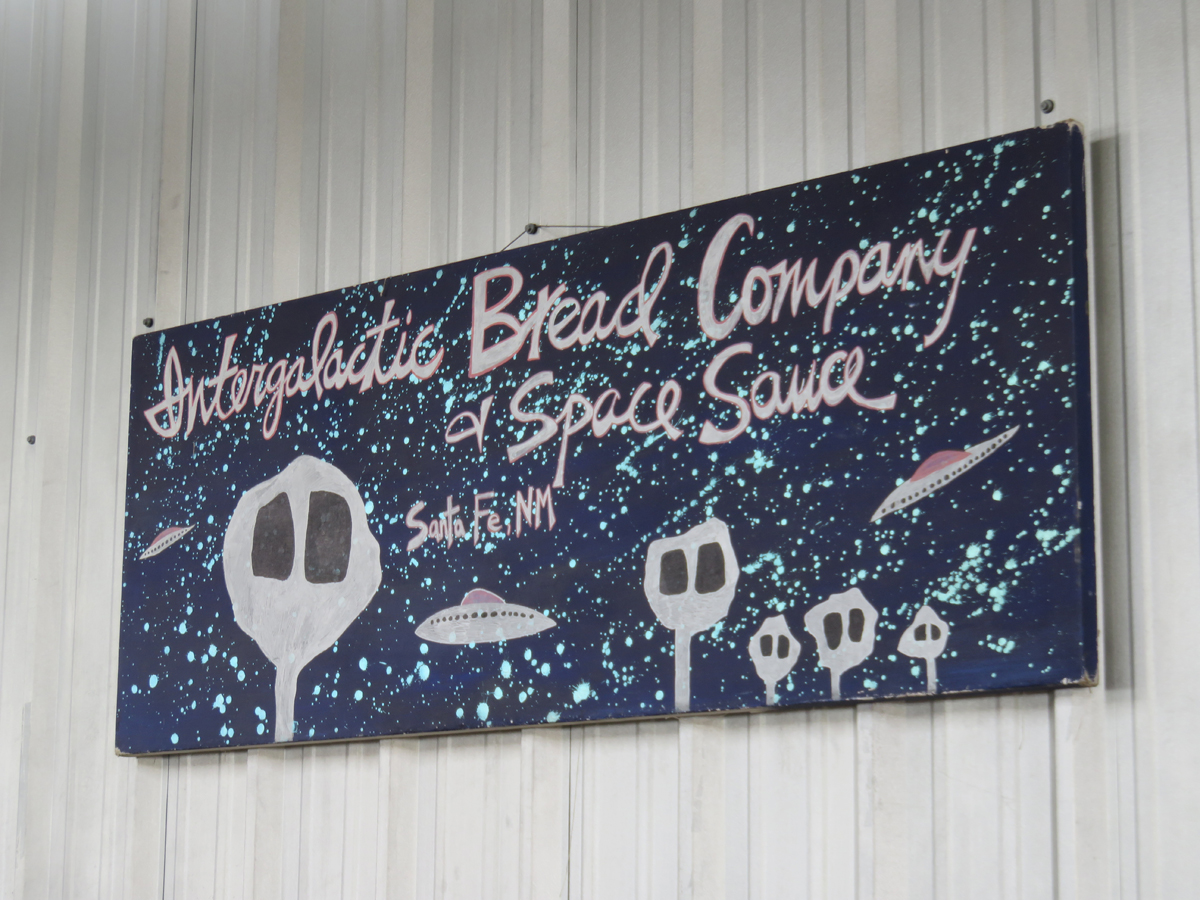 Intergalactic Bread Company
& Space Sauce
Santa Fe, NM